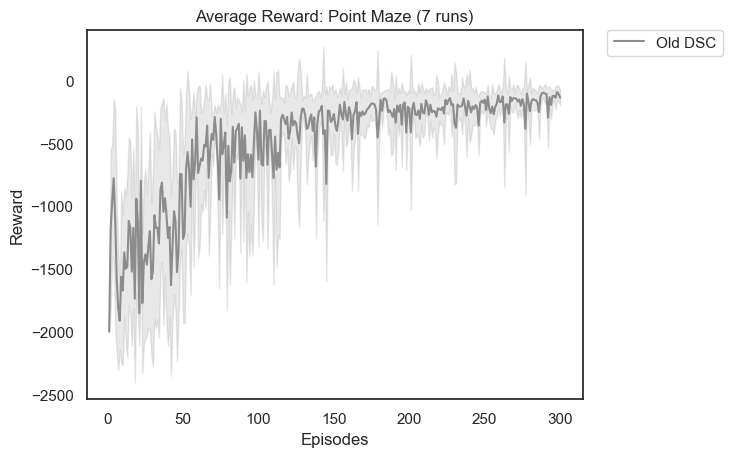 Average Reward: Point Maze (7 runs)
Old DSC
0
−500
−1000
−1500
−2000
−2500
Reward
0 50 100 150 200 250 300
Episodes